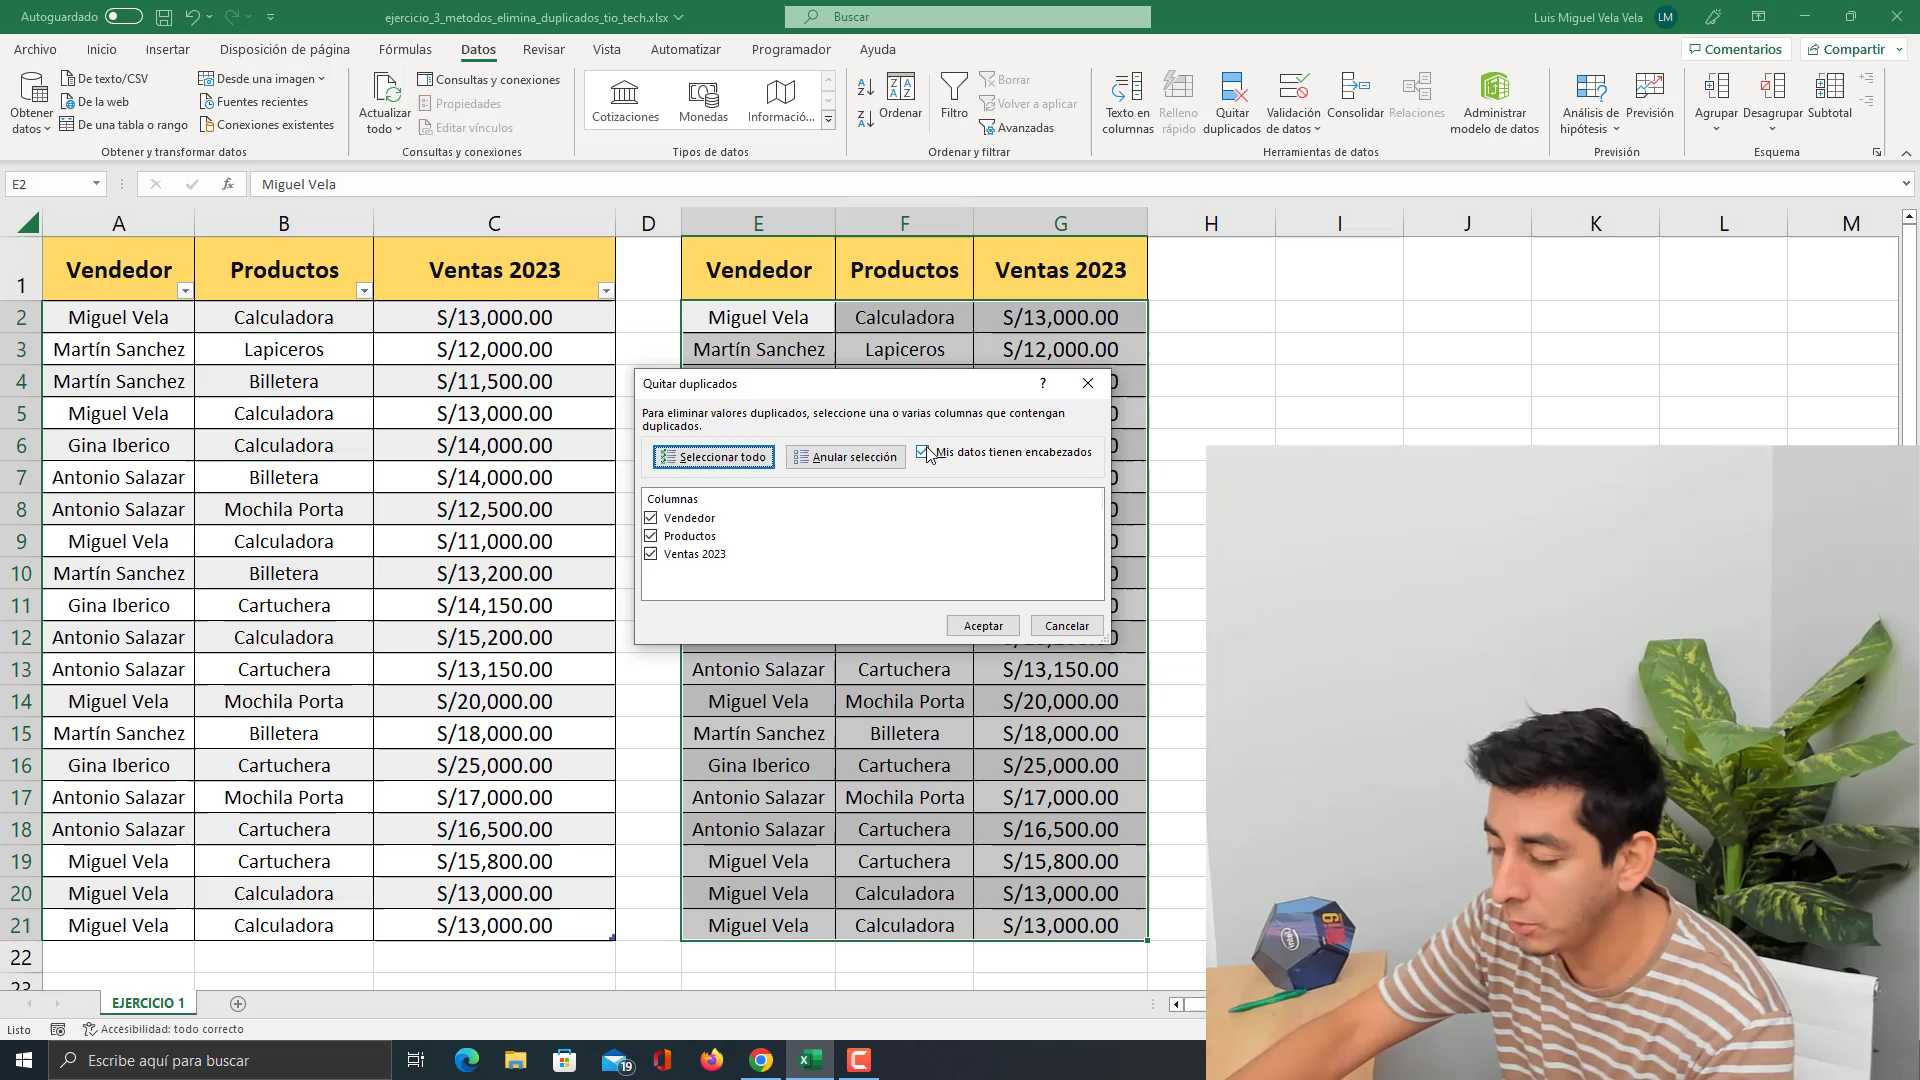 Autoguardado
ejercicio_3_metodos_elimina_duplicados_tio_tech.xlsx
Buscar
Luis Miguel Vela Vela LM
Archivo Inicio Insertar Disposición de página Fórmulas Datos Revisar Vista Automatizar Programador Ayuda Comentarios Compartir
Obtener datos
De texto/CSV
De la web
De una tabla o rango
Desde una imagen
Fuentes recientes
Conexiones existentes
Obtener y transformar datos
Actualizar todo
Consultas y conexiones
Propiedades
Editar vínculos
Consultas y conexiones
Cotizaciones Monedas Informació...
Tipos de datos
Ordenar
Filtro
Borrar
Volver a aplicar
Avanzadas
Ordenar y filtrar
Texto en columnas
Relleno rápido
Quitar duplicados
Validación de datos
Consolidar
Relaciones
Administrar modelo de datos
Herramientas de datos
Análisis de hipótesis
Previsión
Previsión
Agrupar Desagrupar Subtotal
Esquema
E2 fx Miguel Vela
A B C D E F G H I J K L M
1 Vendedor Productos Ventas 2023 Vendedor Productos Ventas 2023
2 Miguel Vela Calculadora S/13,000.00 Miguel Vela Calculadora S/13,000.00
3 Martín Sanchez Lapiceros S/12,000.00 Martín Sanchez Lapiceros S/12,000.00
4 Martín Sanchez Billetera S/11,500.00
5 Miguel Vela Calculadora S/13,000.00
6 Gina Iberico Calculadora S/14,000.00
7 Antonio Salazar Billetera S/14,000.00
8 Antonio Salazar Mochila Porta S/12,500.00
9 Miguel Vela Calculadora S/11,000.00
10 Martín Sanchez Billetera S/13,200.00
11 Gina Iberico Cartuchera S/14,150.00
12 Antonio Salazar Calculadora S/15,200.00
Quitar duplicados ?
Para eliminar valores duplicados, seleccione una o varias columnas que contengan
duplicados.
Seleccionar todo Anular selección Mis datos tienen encabezados
Columnas
Vendedor
Productos
Ventas 2023
Aceptar Cancelar
13 Antonio Salazar Cartuchera S/13,150.00 Antonio Salazar Cartuchera S/13,150.00
14 Miguel Vela Mochila Porta S/20,000.00 Miguel Vela Mochila Porta S/20,000.00
15 Martín Sanchez Billetera S/18,000.00 Martín Sanchez Billetera S/18,000.00
16 Gina Iberico Cartuchera S/25,000.00 Gina Iberico Cartuchera S/25,000.00
17 Antonio Salazar Mochila Porta S/17,000.00 Antonio Salazar Mochila Porta S/17,000.00
18 Antonio Salazar Cartuchera S/16,500.00 Antonio Salazar Cartuchera S/16,500.00
19 Miguel Vela Cartuchera S/15,800.00 Miguel Vela Cartuchera S/15,800.00
20 Miguel Vela Calculadora S/13,000.00 Miguel Vela Calculadora S/13,000.00
21 Miguel Vela Calculadora S/13,000.00 Miguel Vela Calculadora S/13,000.00
22
EJERCICIO 1
Listo Accesibilidad: todo correcto
Escribe aquí para buscar
19
intel